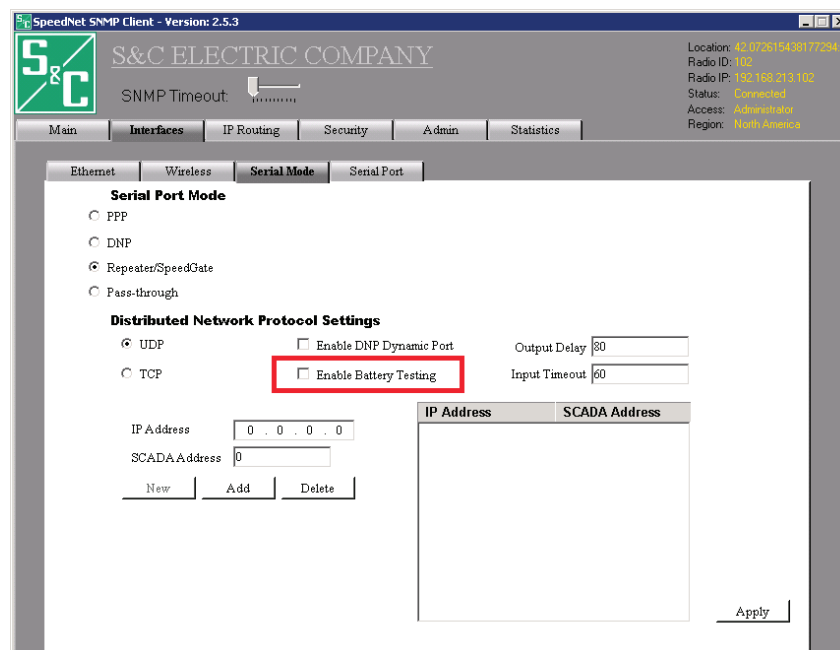 SpeedNet SNMP Client - Version: 2.5.3
S&C
S&C ELECTRIC COMPANY
SNMP Timeout:
Location: 42.072615438177294:
Radio ID: 102
Radio IP: 192.168.213.102
Status: Connected
Access: Administrator
Region: North America
Main Interfaces IP Routing Security Admin Statistics
Ethernet Wireless Serial Mode Serial Port
Serial Port Mode
PPP
DNP
Repeater/SpeedGate
Pass-through
Distributed Network Protocol Settings
UDP Enable DNP Dynamic Port Output Delay 80
TCP Enable Battery Testing Input Timeout 60
IP Address SCADA Address
IP Address 0 . 0 . 0 . 0
SCADA Address 0
New Add Delete
Apply